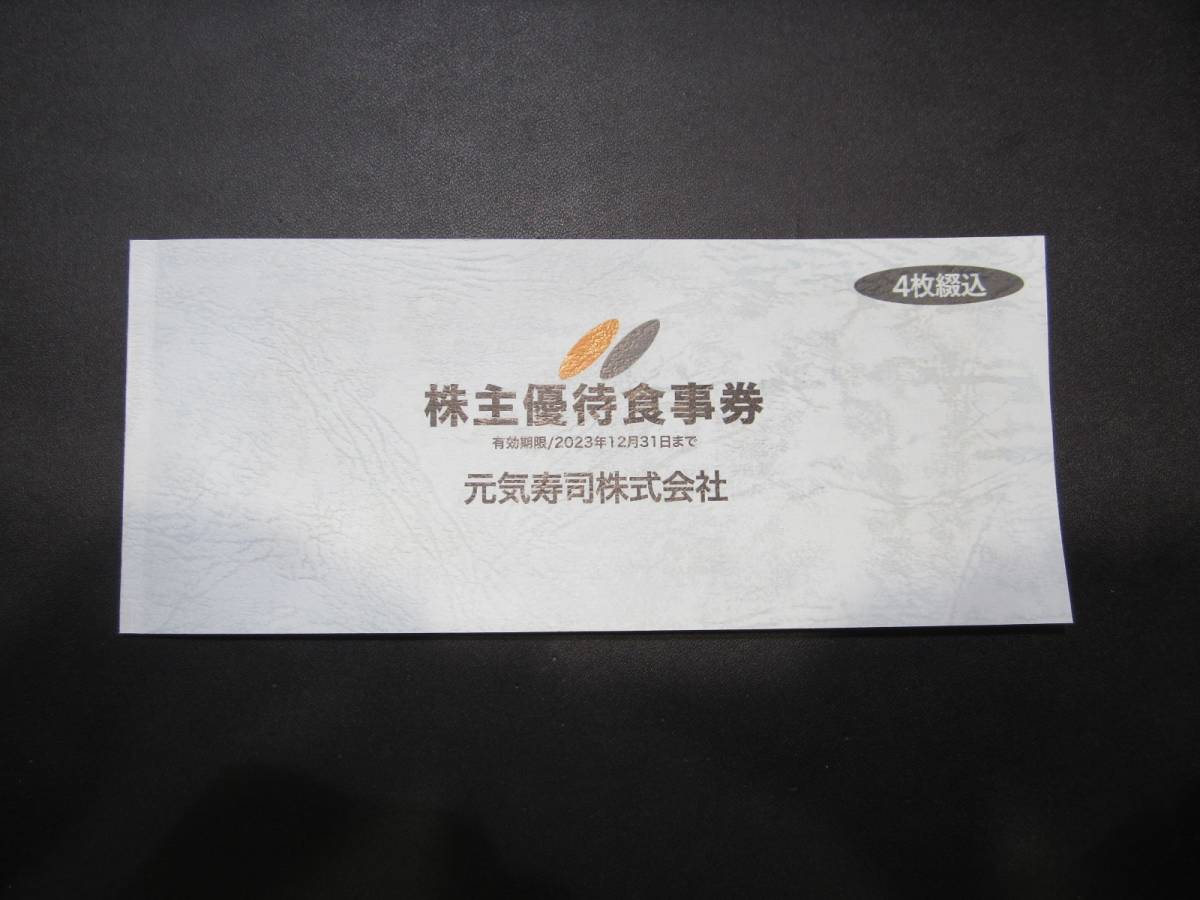 4枚綴込
株主優待食事券
有効期限/2023年12月31日まで
元気寿司株式会社